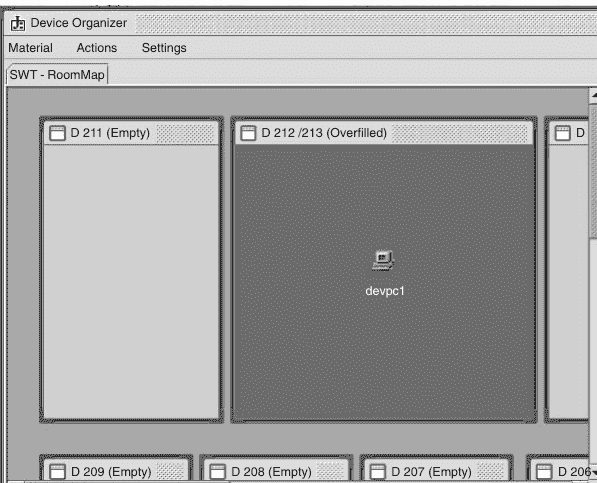 Device Organizer
Material Actions Settings
SWT - RoomMap
D 211 (Empty) D 212 /213 (Overfilled) D
devpc1
D 209 (Empty) D 208 (Empty) D 207 (Empty) D 206